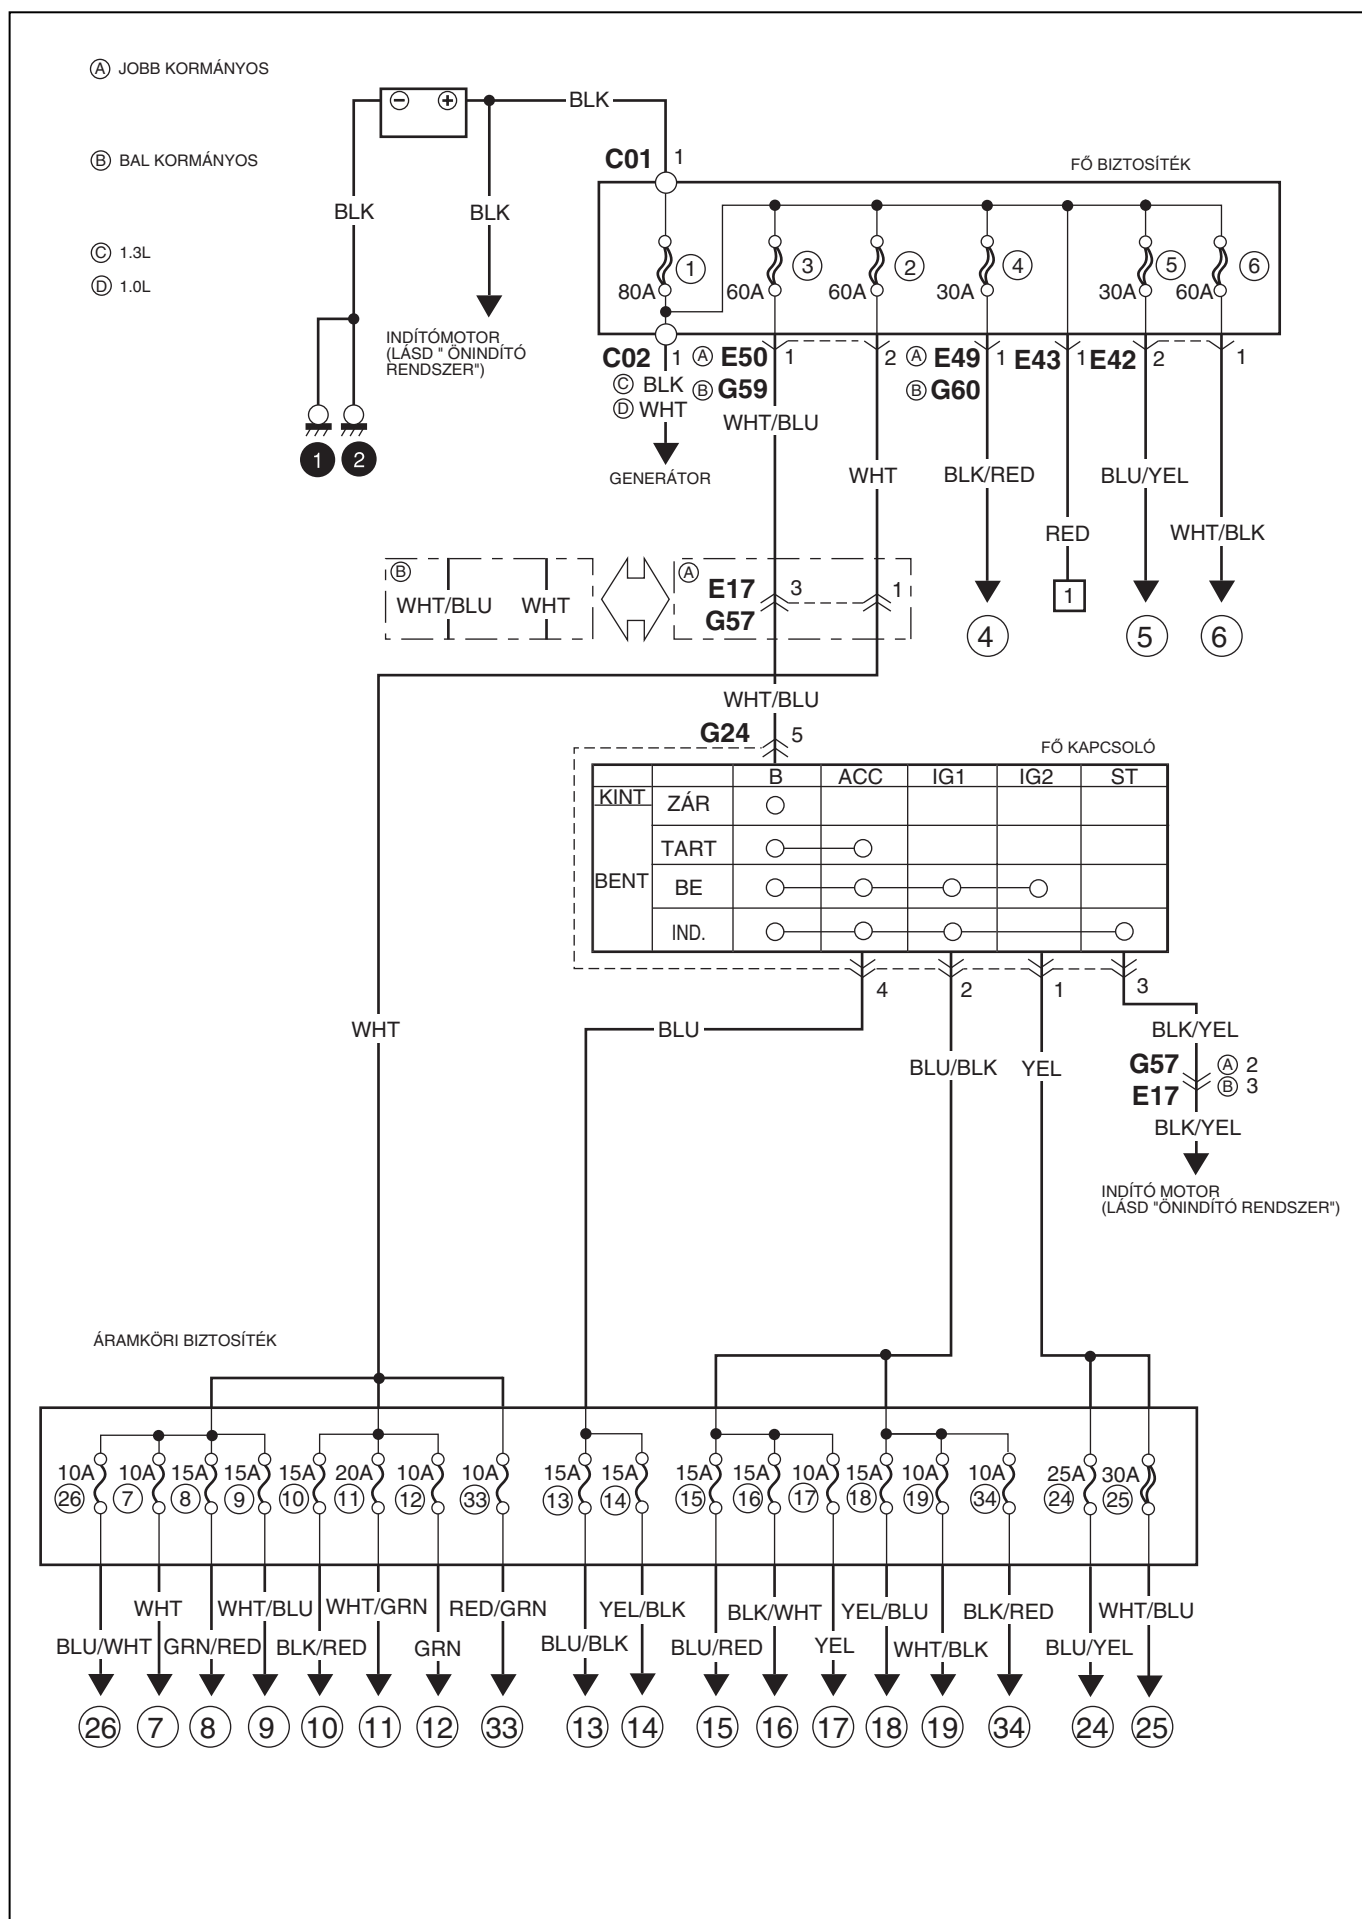 Ⓐ JOBB KORMÁNYOS
− +
BLK
Ⓑ BAL KORMÁNYOS
C01 1
FŐ BIZTOSÍTÉK
BLK BLK
Ⓒ 1.3L
Ⓓ 1.0L
① ③ ② ④ ⑤ ⑥
80A 60A 60A 30A 30A 60A
INDÍTÓMOTOR
(LÁSD " ÖNINDÍTÓ
RENDSZER")
C02 1 Ⓐ E50 1 2 Ⓐ E49 1 E43 1 E42 2 1
Ⓒ BLK Ⓑ G59 Ⓑ G60
Ⓓ WHT
WHT/BLU
1 2
GENERÁTOR
WHT BLK/RED BLU/YEL
RED WHT/BLK
Ⓑ Ⓐ
E17 3 1
WHT/BLU WHT
G57
1
④ ⑤ ⑥
WHT/BLU
G24 5
FŐ KAPCSOLÓ
B ACC IG1 IG2 ST
KINT ZÁR
TART
BENT BE
IND.
4 2 1 3
WHT BLU BLK/YEL
BLU/BLK YEL
G57 Ⓐ 2
E17 Ⓑ 3
BLK/YEL
INDÍTÓ MOTOR
(LÁSD "ÖNINDÍTÓ RENDSZER")
ÁRAMKÖRI BIZTOSÍTÉK
10A 10A 15A 15A 15A 20A 10A 10A 15A 15A 15A 15A 10A 15A 10A 10A 25A 30A
㉖ ⑦ ⑧ ⑨ ⑩ ⑪ ⑫ ㉝ ⑬ ⑭ ⑮ ⑯ ⑰ ⑱ ⑲ ㉞ ㉔ ㉕
WHT WHT/BLU WHT/GRN RED/GRN YEL/BLK BLK/WHT YEL/BLU BLK/RED WHT/BLU
BLU/WHT GRN/RED BLK/RED GRN BLU/BLK BLU/RED YEL WHT/BLK BLU/YEL
㉖ ⑦ ⑧ ⑨ ⑩ ⑪ ⑫ ㉝ ⑬ ⑭ ⑮ ⑯ ⑰ ⑱ ⑲ ㉞ ㉔ ㉕